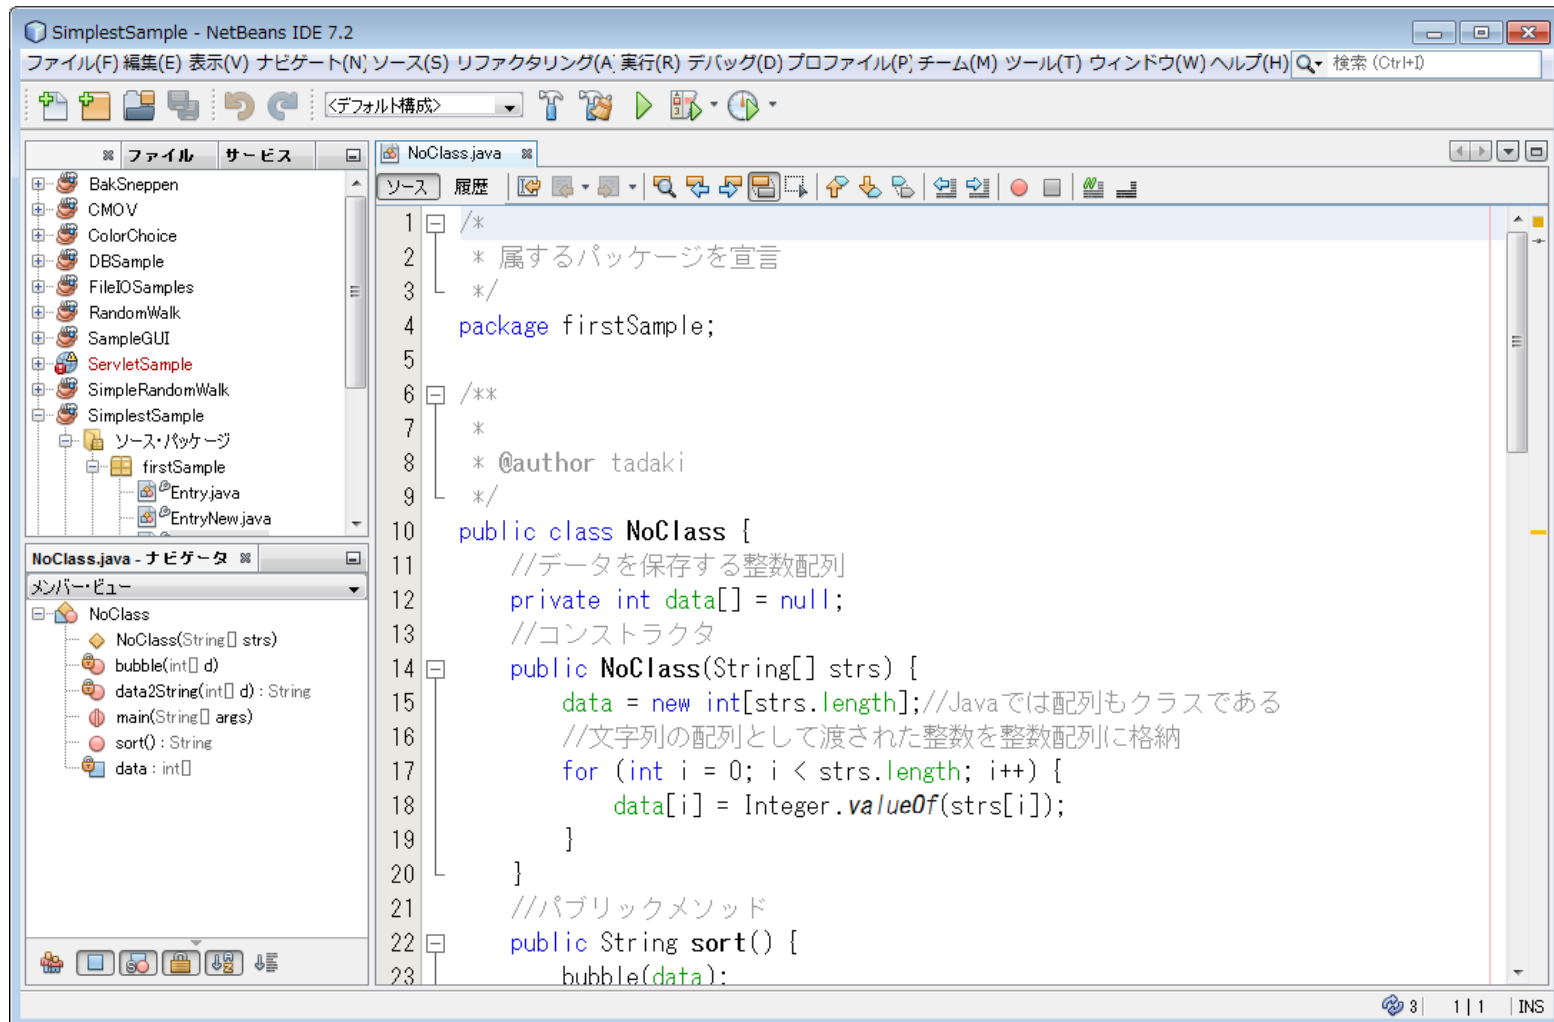 SimplestSample - NetBeans IDE 7.2
ファイル(F) 編集(E) 表示(V) ナビゲート(N) ソース(S) リファクタリング(A) 実行(R) デバッグ(D) プロファイル(P) チーム(M) ツール(T) ウィンドウ(W) ヘルプ(H) 検索 (Ctrl+I)
<デフォルト構成>
ファイル サービス
BakSneppen
CMOV
ColorChoice
DBSample
FileIOSamples
RandomWalk
SampleGUI
ServletSample
SimpleRandomWalk
SimplestSample
ソース・パッケージ
firstSample
Entry.java
EntryNew.java
NoClass.java - ナビゲータ
メンバー・ビュー
NoClass
NoClass(String[] strs)
bubble(int[] d)
data2String(int[] d) : String
main(String[] args)
sort() : String
data : int[]
NoClass.java
ソース 履歴
1 /*
2 * 属するパッケージを宣言
3 */
4 package firstSample;
5
6 /**
7 *
8 * @author tadaki
9 */
10 public class NoClass {
11 //データを保存する整数配列
12 private int data[] = null;
13 //コンストラクタ
14 public NoClass(String[] strs) {
15 data = new int[strs.length];//Javaでは配列もクラスである
16 //文字列の配列として渡された整数を整数配列に格納
17 for (int i = 0; i < strs.length; i++) {
18 data[i] = Integer.valueOf(strs[i]);
19 }
20 }
21 //パブリックメソッド
22 public String sort() {
23 bubble(data);
3 1 | 1 INS